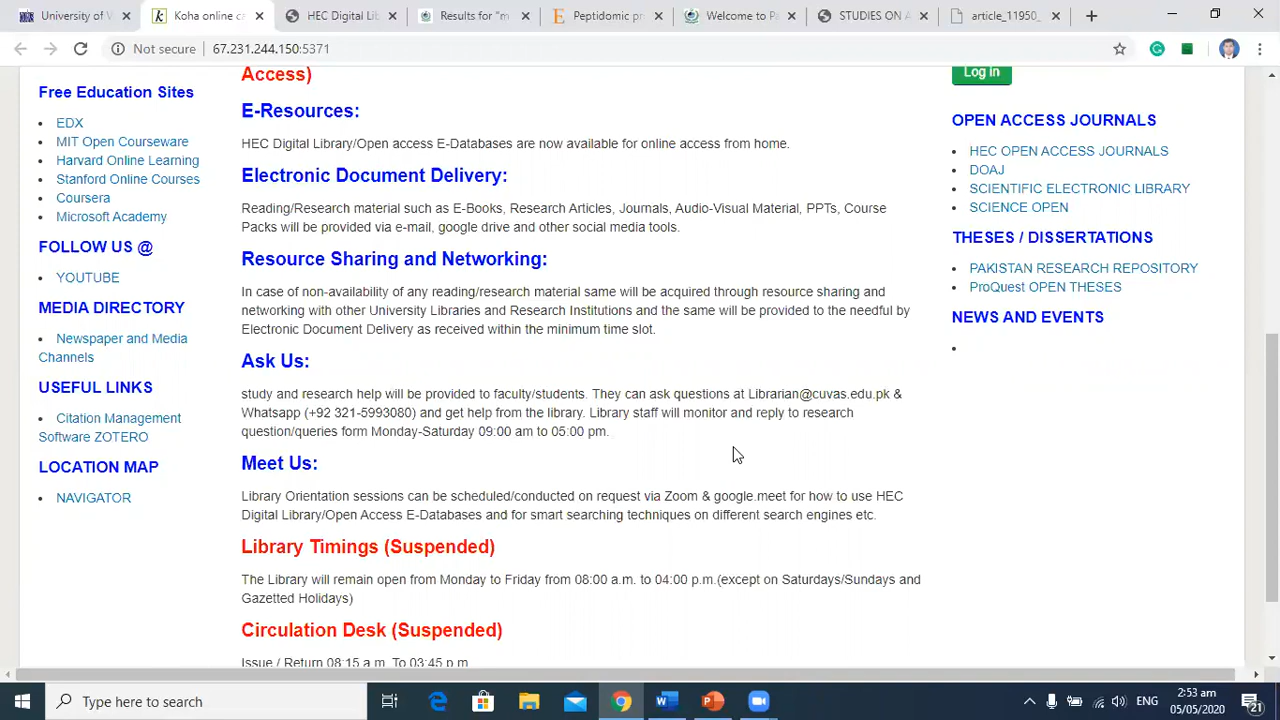 University of V
Koha online ca
HEC Digital Lib
Results for "m
Peptidomic pr
Welcome to Pa
STUDIES ON A
article_11950_
Not secure
67.231.244.150:5371
Free Education Sites
EDX
MIT Open Courseware
Harvard Online Learning
Stanford Online Courses
Coursera
Microsoft Academy
FOLLOW US @
YOUTUBE
MEDIA DIRECTORY
Newspaper and Media
Channels
USEFUL LINKS
Citation Management
Software ZOTERO
LOCATION MAP
NAVIGATOR
Access)
E-Resources:
HEC Digital Library/Open access E-Databases are now available for online access from home.
Electronic Document Delivery:
Reading/Research material such as E-Books, Research Articles, Journals, Audio-Visual Material, PPTs, Course
Packs will be provided via e-mail, google drive and other social media tools.
Resource Sharing and Networking:
In case of non-availability of any reading/research material same will be acquired through resource sharing and
networking with other University Libraries and Research Institutions and the same will be provided to the needful by
Electronic Document Delivery as received within the minimum time slot.
Ask Us:
study and research help will be provided to faculty/students. They can ask questions at Librarian@cuvas.edu.pk &
Whatsapp (+92 321-5993080) and get help from the library. Library staff will monitor and reply to research
question/queries form Monday-Saturday 09:00 am to 05:00 pm.
Meet Us:
Library Orientation sessions can be scheduled/conducted on request via Zoom & google.meet for how to use HEC
Digital Library/Open Access E-Databases and for smart searching techniques on different search engines etc.
Library Timings (Suspended)
The Library will remain open from Monday to Friday from 08:00 a.m. to 04:00 p.m.(except on Saturdays/Sundays and
Gazetted Holidays)
Circulation Desk (Suspended)
Issue / Return 08:15 a.m. To 03:45 p.m
Log in
OPEN ACCESS JOURNALS
HEC OPEN ACCESS JOURNALS
DOAJ
SCIENTIFIC ELECTRONIC LIBRARY
SCIENCE OPEN
THESES / DISSERTATIONS
PAKISTAN RESEARCH REPOSITORY
ProQuest OPEN THESES
NEWS AND EVENTS
Type here to search
ENG
2:53 am
05/05/2020
21